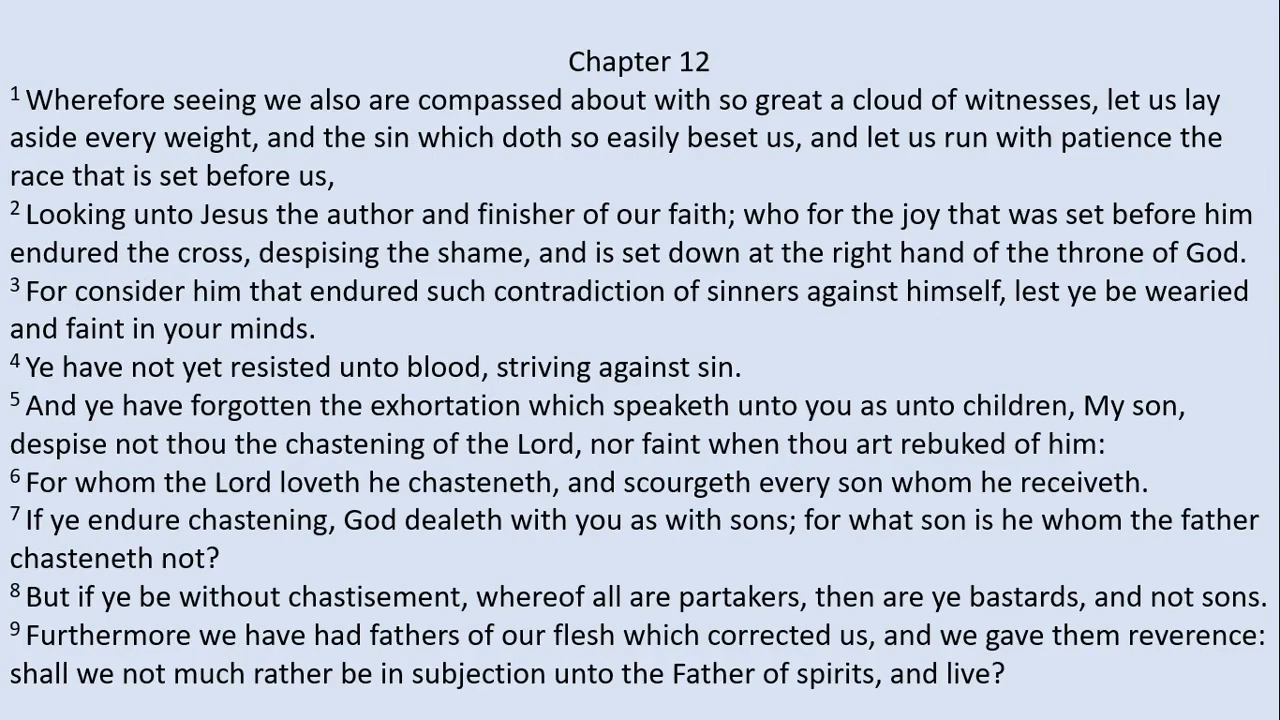 Chapter 12
1 Wherefore seeing we also are compassed about with so great a cloud of witnesses, let us lay
aside every weight, and the sin which doth so easily beset us, and let us run with patience the
race that is set before us,
2 Looking unto Jesus the author and finisher of our faith; who for the joy that was set before him
endured the cross, despising the shame, and is set down at the right hand of the throne of God.
3 For consider him that endured such contradiction of sinners against himself, lest ye be wearied
and faint in your minds.
4 Ye have not yet resisted unto blood, striving against sin.
5 And ye have forgotten the exhortation which speaketh unto you as unto children, My son,
despise not thou the chastening of the Lord, nor faint when thou art rebuked of him:
6 For whom the Lord loveth he chasteneth, and scourgeth every son whom he receiveth.
7 If ye endure chastening, God dealeth with you as with sons; for what son is he whom the father
chasteneth not?
8 But if ye be without chastisement, whereof all are partakers, then are ye bastards, and not sons.
9 Furthermore we have had fathers of our flesh which corrected us, and we gave them reverence:
shall we not much rather be in subjection unto the Father of spirits, and live?